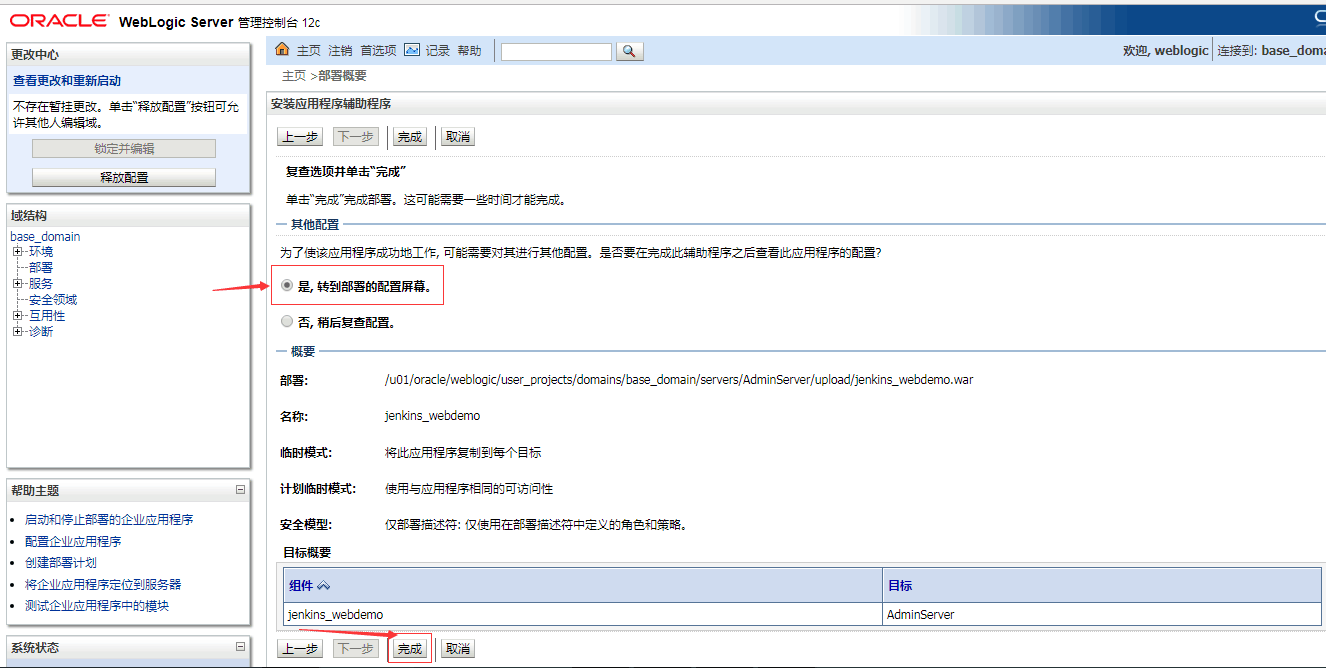 ORACLE WebLogic Server 管理控制台 12c
更改中心
查看更改和重新启动
不存在暂挂更改。单击“释放配置”按钮可允
许其他人编辑域。
锁定并编辑
释放配置
域结构
base_domain
环境
部署
服务
安全领域
互用性
诊断
帮助主题
启动和停止部署的企业应用程序
配置企业应用程序
创建部署计划
将企业应用程序定位到服务器
测试企业应用程序中的模块
系统状态
主页 注销 首选项 记录 帮助
欢迎, weblogic 连接到: base_doma
主页 >部署概要
安装应用程序辅助程序
上一步 下一步 完成 取消
复查选项并单击“完成”
单击“完成”完成部署。这可能需要一些时间才能完成。
其他配置
为了使该应用程序成功地工作, 可能需要对其进行其他配置。是否要在完成此辅助程序之后查看此应用程序的配置?
是, 转到部署的配置屏幕。
否, 稍后复查配置。
概要
部署: /u01/oracle/weblogic/user_projects/domains/base_domain/servers/AdminServer/upload/jenkins_webdemo.war
名称: jenkins_webdemo
临时模式: 将此应用程序复制到每个目标
计划临时模式: 使用与应用程序相同的可访问性
安全模型: 仅部署描述符: 仅使用在部署描述符中定义的角色和策略。
目标概要
组件 目标
jenkins_webdemo AdminServer
上一步 下一步 完成 取消